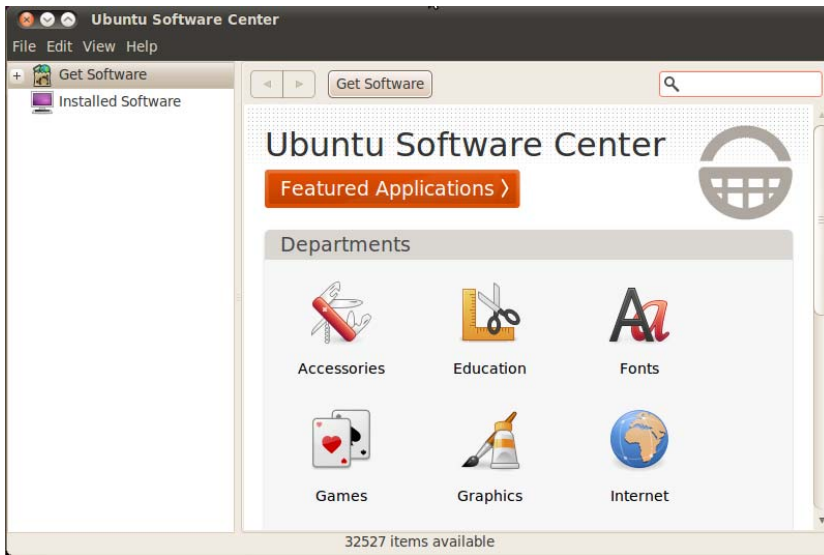 Ubuntu Software Center
File Edit View Help
Get Software
Installed Software
Get Software
Ubuntu Software Center
Featured Applications >
Departments
Accessories Education Fonts
Games Graphics Internet
32527 items available